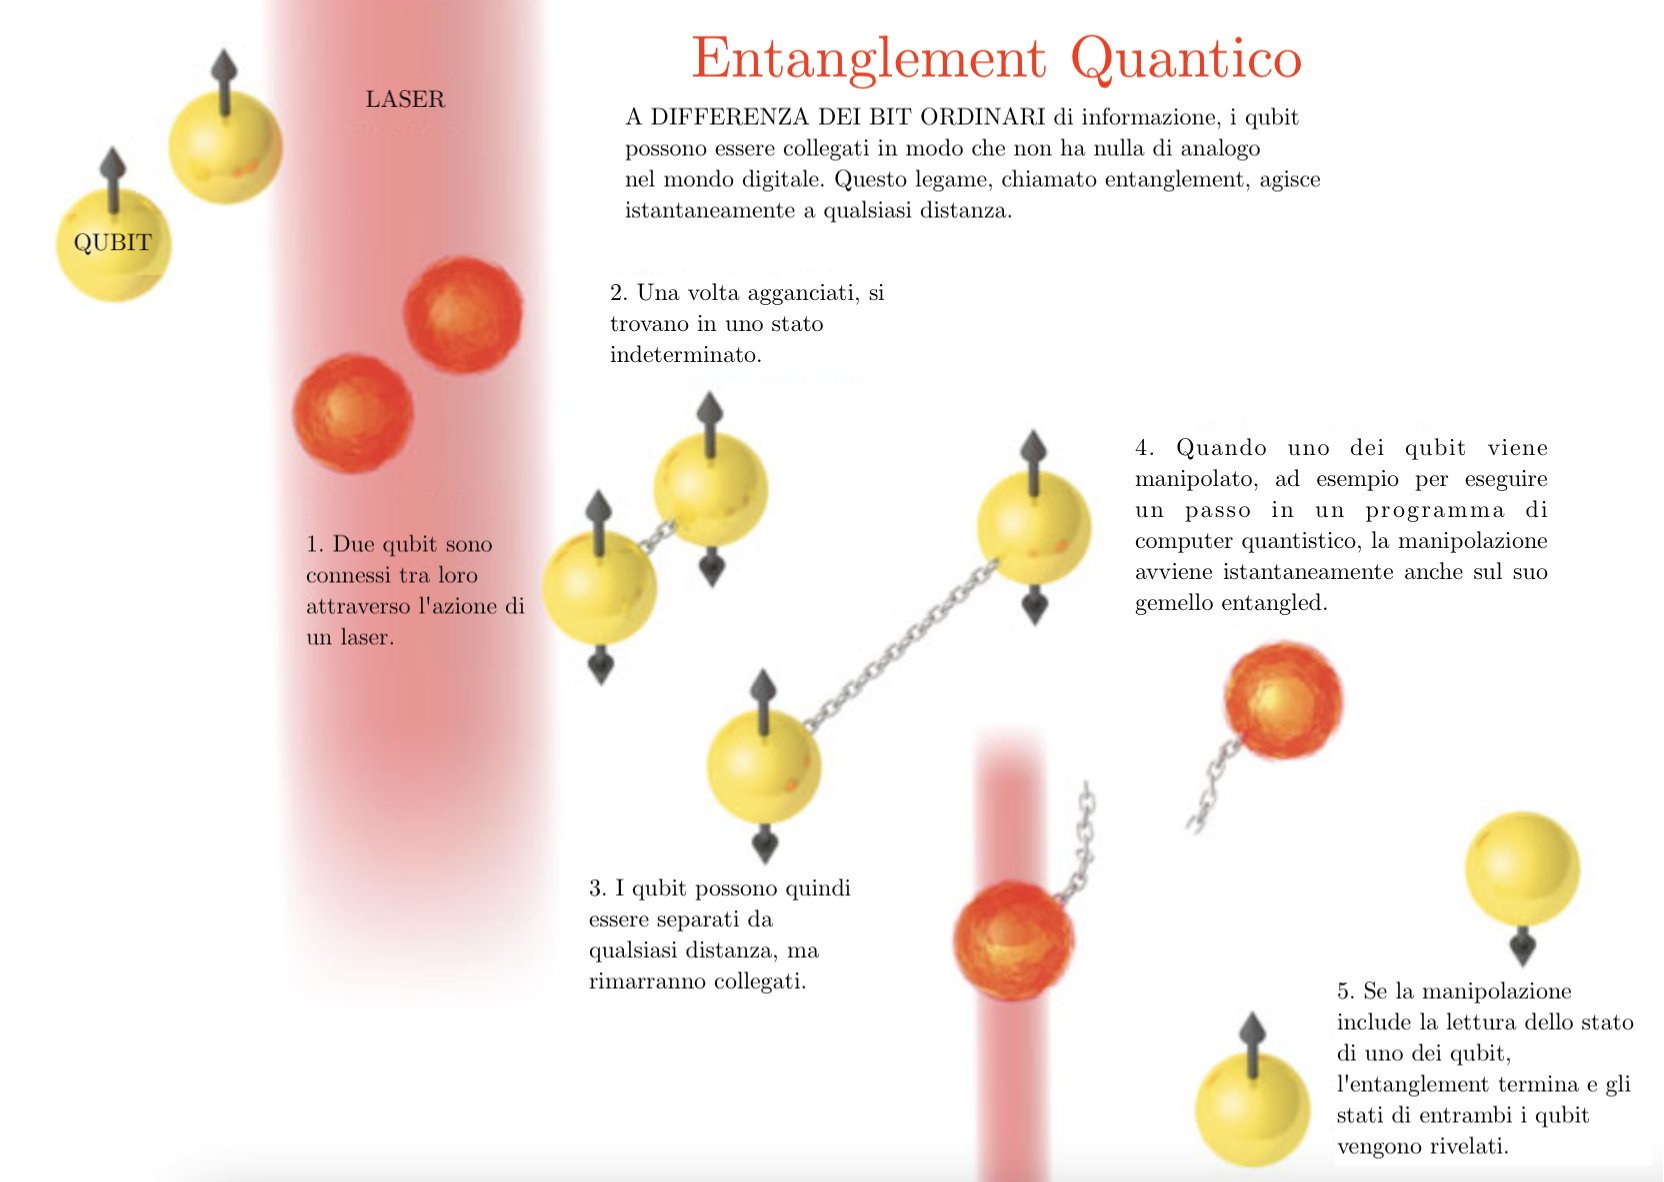 Entanglement Quantico
A DIFFERENZA DEI BIT ORDINARI di informazione, i qubit
possono essere collegati in modo che non ha nulla di analogo
nel mondo digitale. Questo legame, chiamato entanglement, agisce
istantaneamente a qualsiasi distanza.
LASER
QUBIT
1. Due qubit sono
connessi tra loro
attraverso l'azione di
un laser.
2. Una volta agganciati, si
trovano in uno stato
indeterminato.
3. I qubit possono quindi
essere separati da
qualsiasi distanza, ma
rimarranno collegati.
4. Quando uno dei qubit viene
manipolato, ad esempio per eseguire
un passo in un programma di
computer quantistico, la manipolazione
avviene istantaneamente anche sul suo
gemello entangled.
5. Se la manipolazione
include la lettura dello stato
di uno dei qubit,
l'entanglement termina e gli
stati di entrambi i qubit
vengono rivelati.